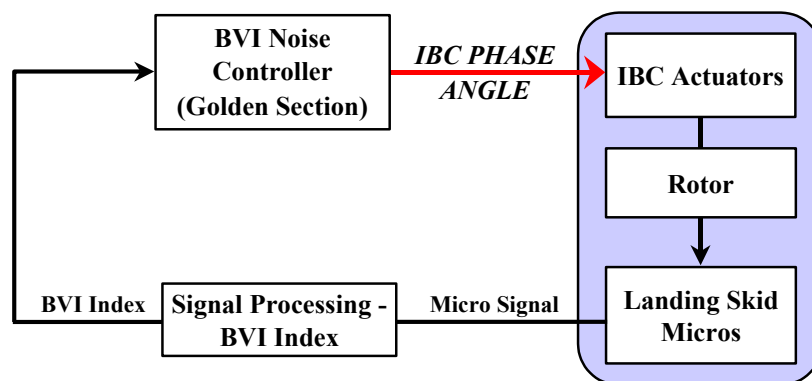 BVI Noise
Controller
(Golden Section)
IBC PHASE
ANGLE
IBC Actuators
Rotor
Landing Skid
Micros
Micro Signal
Signal Processing -
BVI Index
BVI Index